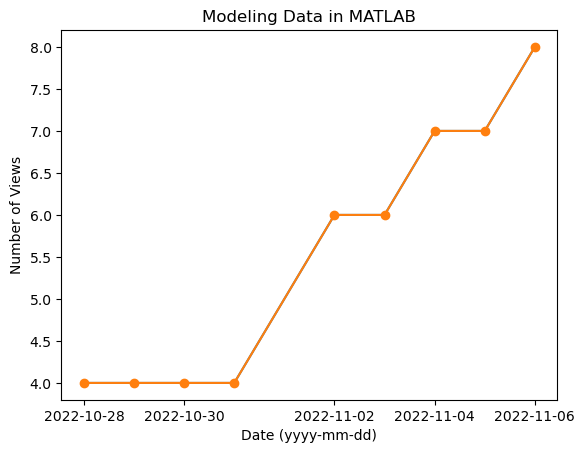 Modeling Data in MATLAB
8.0
7.5
7.0
6.5
6.0
5.5
5.0
4.5
4.0
Number of Views
2022-10-28 2022-10-30 2022-11-02 2022-11-04 2022-11-06
Date (yyyy-mm-dd)